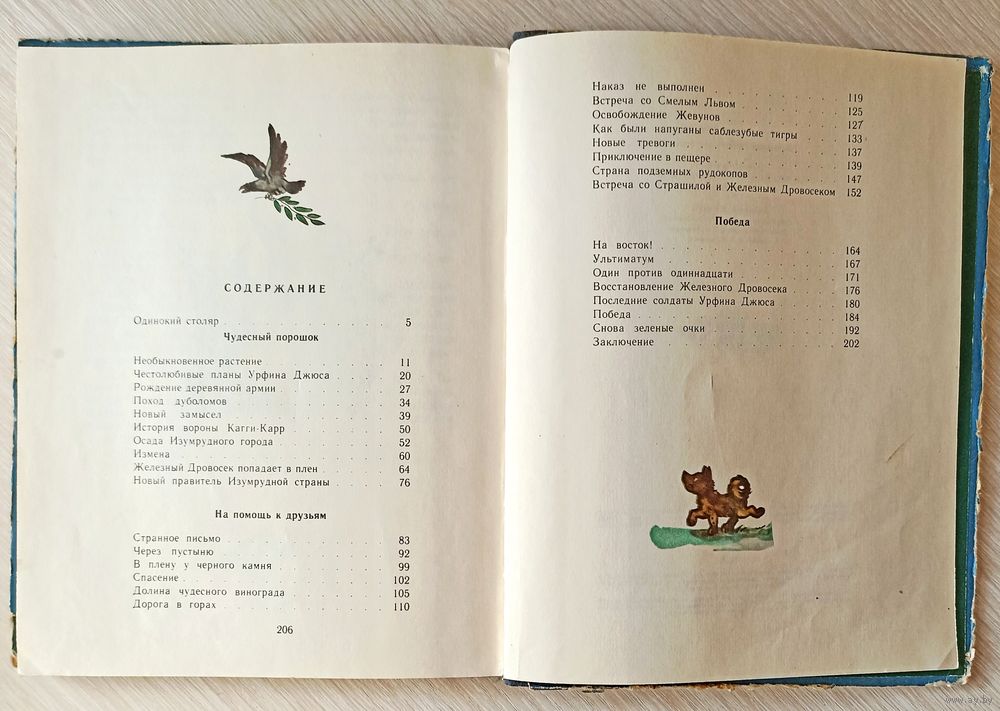 СОДЕРЖАНИЕ
Одинокий столяр . . . . . . . . . . . . 5
Чудесный порошок
Необыкновенное растение . . . . . . . . . 11
Честолюбивые планы Урфина Джюса . . . . . 20
Рождение деревянной армии . . . . . . . . 27
Поход дуболомов . . . . . . . . . . . . 34
Новый замысел . . . . . . . . . . . . 39
История вороны Кагги-Карр . . . . . . . . 50
Осада Изумрудного города . . . . . . . . 52
Измена . . . . . . . . . . . . . . . 60
Железный Дровосек попадает в плен . . . . . 64
Новый правитель Изумрудной страны . . . . . 76
На помощь к друзьям
Странное письмо . . . . . . . . . . . . 83
Через пустыню . . . . . . . . . . . . 92
В плену у черного камня . . . . . . . . . 99
Спасение . . . . . . . . . . . . . . 102
Долина чудесного винограда . . . . . . . . 105
Дорога в горах . . . . . . . . . . . . 110
206
Наказ не выполнен . . . . . . . . . . 119
Встреча со Смелым Львом . . . . . . . . 125
Освобождение Жевунов . . . . . . . . . 127
Как были напуганы саблезубые тигры . . . . 133
Новые тревоги . . . . . . . . . . . . 137
Приключение в пещере . . . . . . . . . 139
Страна подземных рудокопов . . . . . . . 147
Встреча со Страшилой и Железным Дровосеком 152
Победа
На восток! . . . . . . . . . . . . . 164
Ультиматум . . . . . . . . . . . . . 167
Один против одиннадцати . . . . . . . . 171
Восстановление Железного Дровосека . . . . 176
Последние солдаты Урфина Джюса . . . . . 180
Победа . . . . . . . . . . . . . . 184
Снова зеленые очки . . . . . . . . . . 192
Заключение . . . . . . . . . . . . . 202
www.ay.by